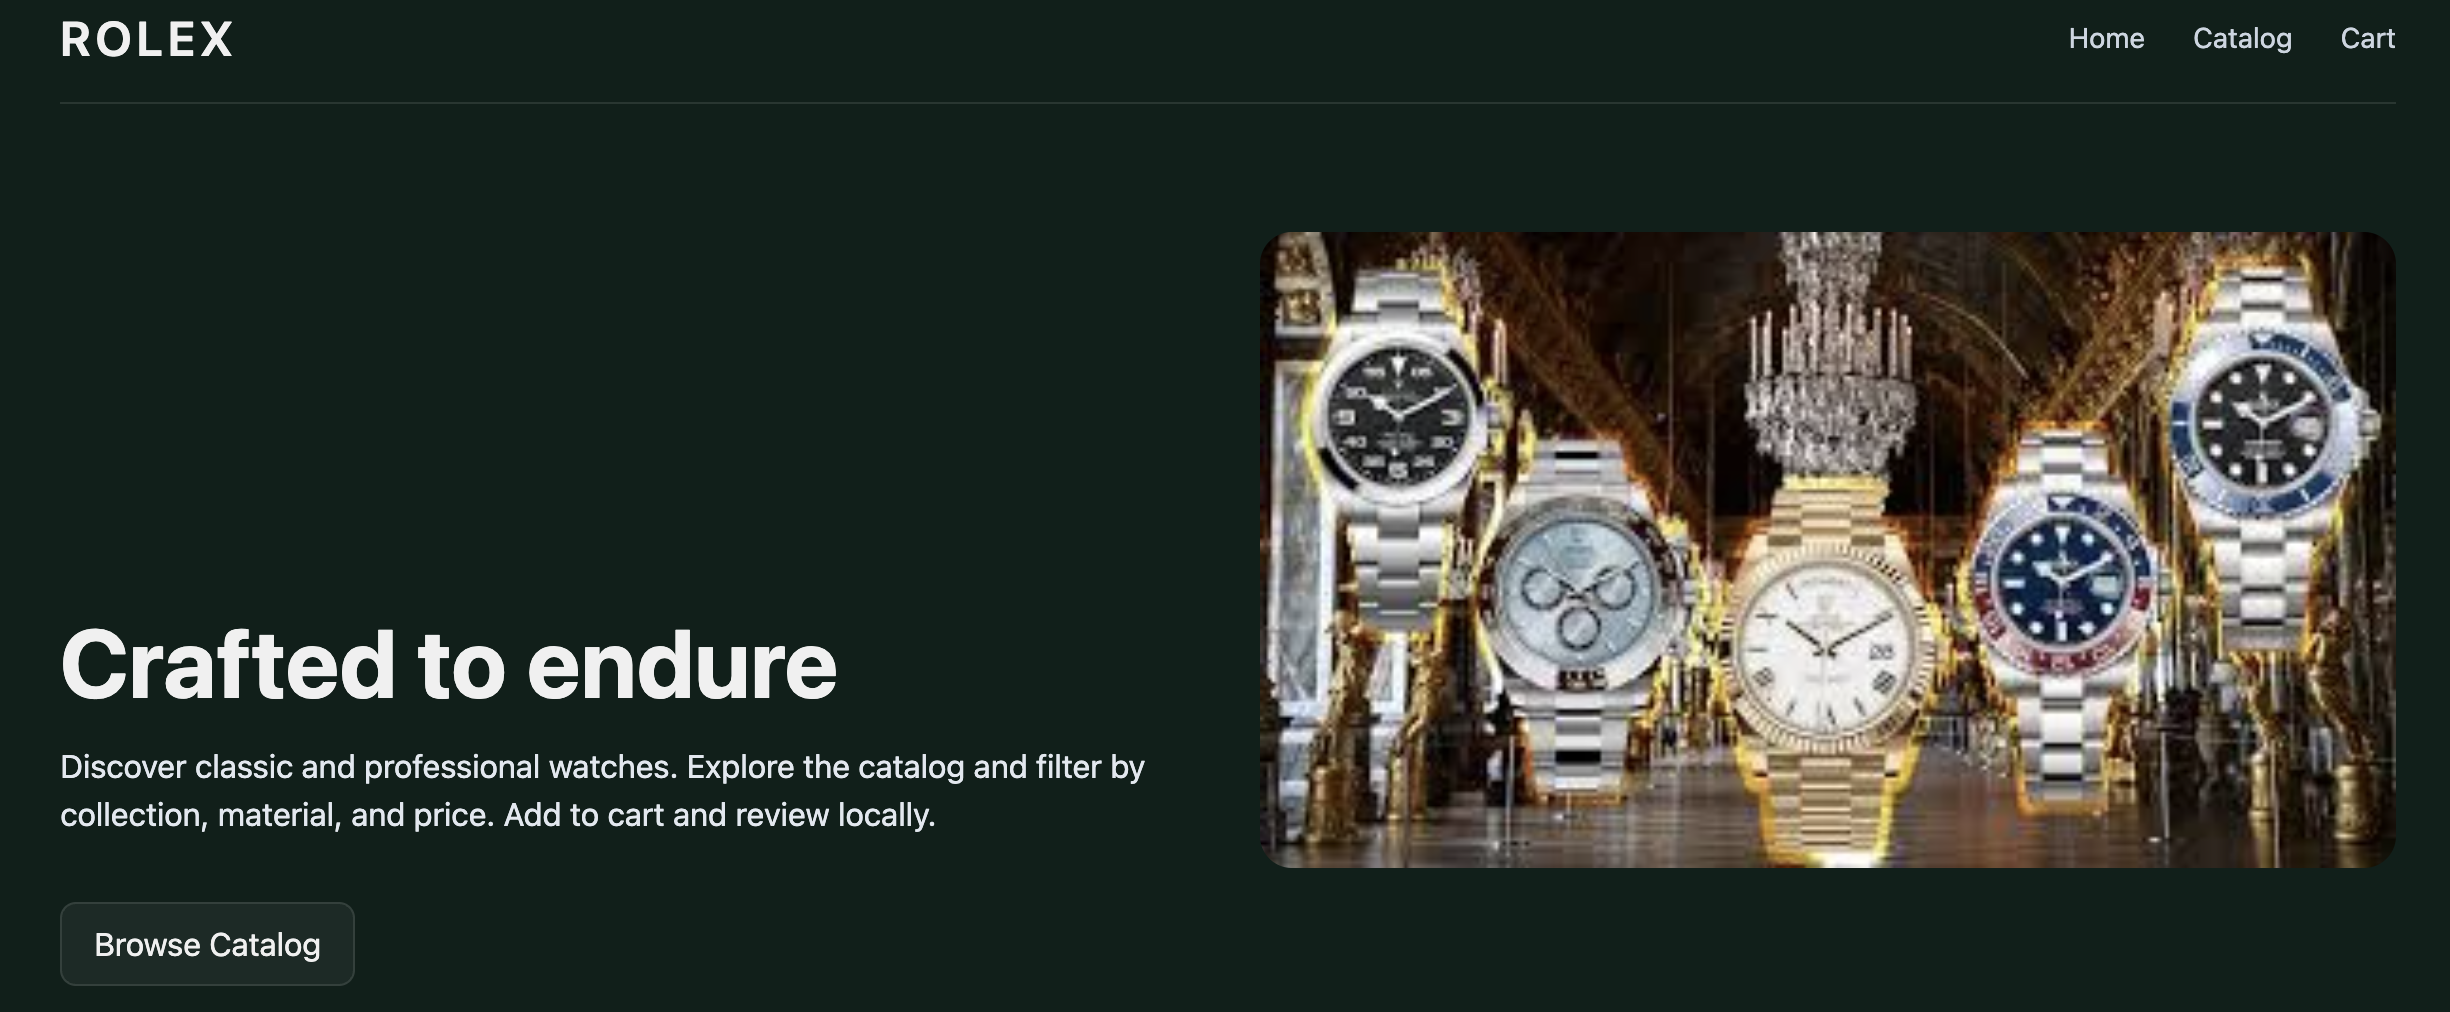 ROLEX
Home Catalog Cart
Crafted to endure
Discover classic and professional watches. Explore the catalog and filter by
collection, material, and price. Add to cart and review locally.
Browse Catalog